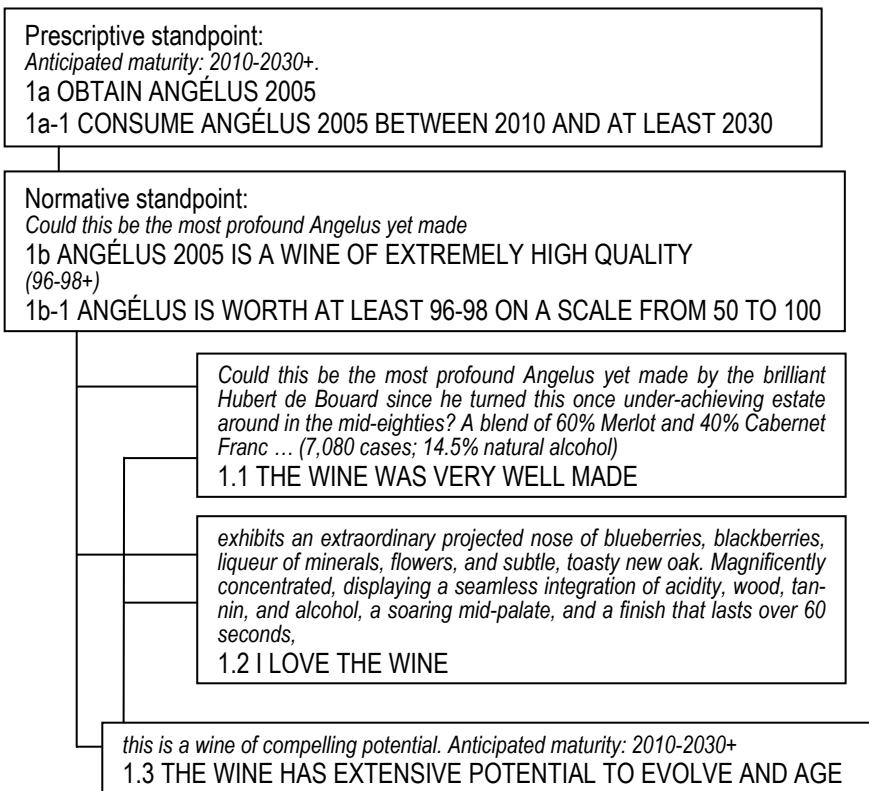 Prescriptive standpoint:
Anticipated maturity: 2010-2030+.
1a OBTAIN ANGÉLUS 2005
1a-1 CONSUME ANGÉLUS 2005 BETWEEN 2010 AND AT LEAST 2030
Normative standpoint:
Could this be the most profound Angelus yet made
1b ANGÉLUS 2005 IS A WINE OF EXTREMELY HIGH QUALITY
(96-98+)
1b-1 ANGÉLUS IS WORTH AT LEAST 96-98 ON A SCALE FROM 50 TO 100
Could this be the most profound Angelus yet made by the brilliant
Hubert de Bouard since he turned this once under-achieving estate
around in the mid-eighties? A blend of 60% Merlot and 40% Cabernet
Franc … (7,080 cases; 14.5% natural alcohol)
1.1 THE WINE WAS VERY WELL MADE
exhibits an extraordinary projected nose of blueberries, blackberries,
liqueur of minerals, flowers, and subtle, toasty new oak. Magnificently
concentrated, displaying a seamless integration of acidity, wood, tan-
nin, and alcohol, a soaring mid-palate, and a finish that lasts over 60
seconds,
1.2 I LOVE THE WINE
this is a wine of compelling potential. Anticipated maturity: 2010-2030+
1.3 THE WINE HAS EXTENSIVE POTENTIAL TO EVOLVE AND AGE